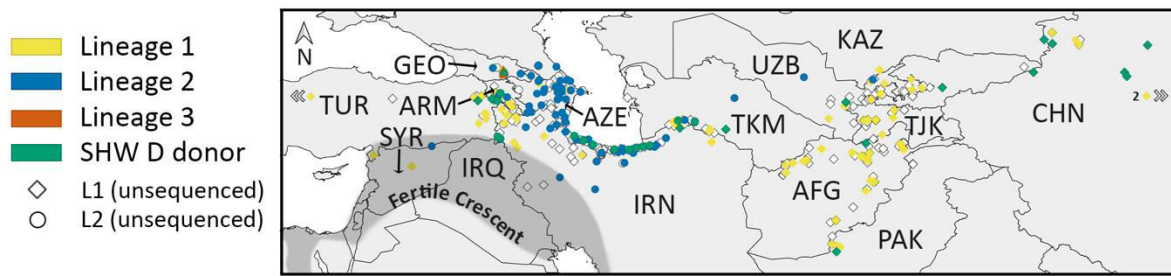 Lineage 1
Lineage 2
Lineage 3
SHW D donor
L1 (unsequenced)
L2 (unsequenced)
N
GEO
KAZ
UZB
TUR
ARM
AZE
TKM
TJK
CHN
2
SYR
IRQ
IRN
AFG
PAK
Fertile Crescent